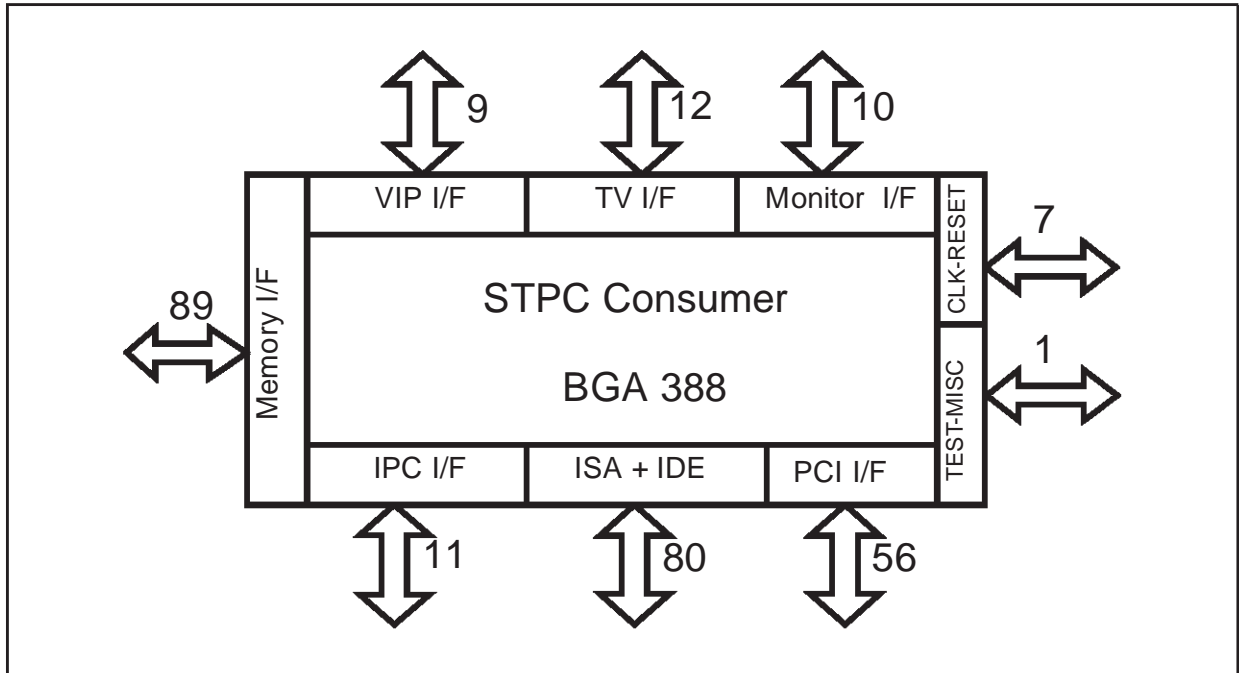 9
12
10
VIP I/F
TV I/F
Monitor I/F
CLK-RESET
7
Memory I/F
89
STPC Consumer
BGA 388
TEST-MISC
1
IPC I/F
ISA + IDE
PCI I/F
11
80
56